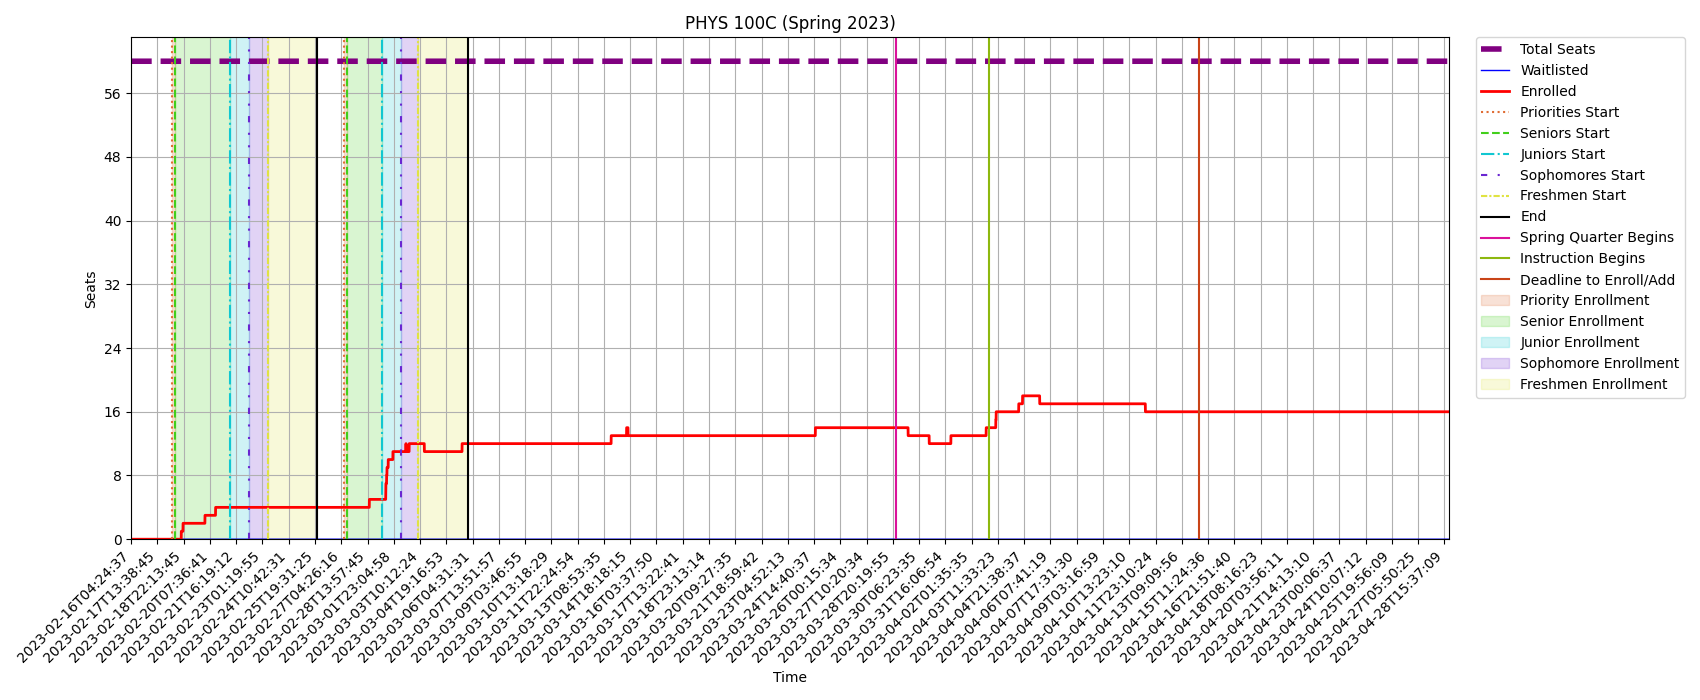 PHYS 100C (Spring 2023)
Seats
56
48
40
32
24
16
8
0
2023-02-16T04:24:37
2023-02-17T13:38:45
2023-02-18T22:13:45
2023-02-20T07:36:41
2023-02-21T16:19:12
2023-02-23T01:19:55
2023-02-24T10:42:31
2023-02-25T19:31:25
2023-02-27T04:26:16
2023-02-28T13:57:45
2023-03-01T23:04:58
2023-03-03T10:12:24
2023-03-04T19:16:53
2023-03-06T04:31:31
2023-03-07T13:51:57
2023-03-09T03:46:55
2023-03-10T13:18:29
2023-03-11T22:24:54
2023-03-13T08:53:35
2023-03-14T18:18:15
2023-03-16T03:37:50
2023-03-17T13:22:41
2023-03-18T23:13:14
2023-03-20T09:27:35
2023-03-21T18:59:42
2023-03-23T04:52:13
2023-03-24T14:40:37
2023-03-26T00:15:34
2023-03-27T10:20:34
2023-03-28T20:19:55
2023-03-30T06:23:35
2023-03-31T16:06:54
2023-04-02T01:35:35
2023-04-03T11:33:23
2023-04-04T21:38:37
2023-04-06T07:41:19
2023-04-07T17:31:30
2023-04-09T03:16:59
2023-04-10T13:23:10
2023-04-11T23:10:24
2023-04-13T09:09:56
2023-04-15T11:24:36
2023-04-16T21:51:40
2023-04-18T08:16:23
2023-04-20T03:56:11
2023-04-21T14:13:10
2023-04-23T00:06:37
2023-04-24T10:07:12
2023-04-25T19:56:09
2023-04-27T05:50:25
2023-04-28T15:37:09
Time
Total Seats
Waitlisted
Enrolled
Priorities Start
Seniors Start
Juniors Start
Sophomores Start
Freshmen Start
End
Spring Quarter Begins
Instruction Begins
Deadline to Enroll/Add
Priority Enrollment
Senior Enrollment
Junior Enrollment
Sophomore Enrollment
Freshmen Enrollment